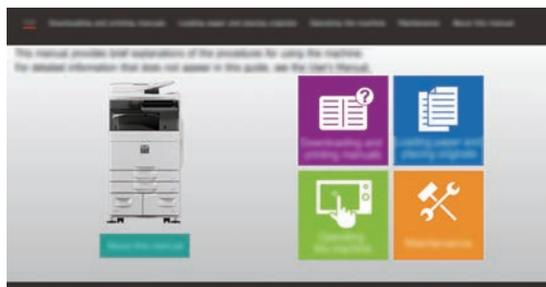 Downloading and printing manuals Loading paper and placing originals Operating the machine Maintenance About this manual
This manual provides brief explanations of the procedures for using the machine.
For detailed information that does not appear in this guide, see the User's Manual.
Downloading and
printing manuals
Loading paper and
placing originals
Operating
the machine
Maintenance
About this manual